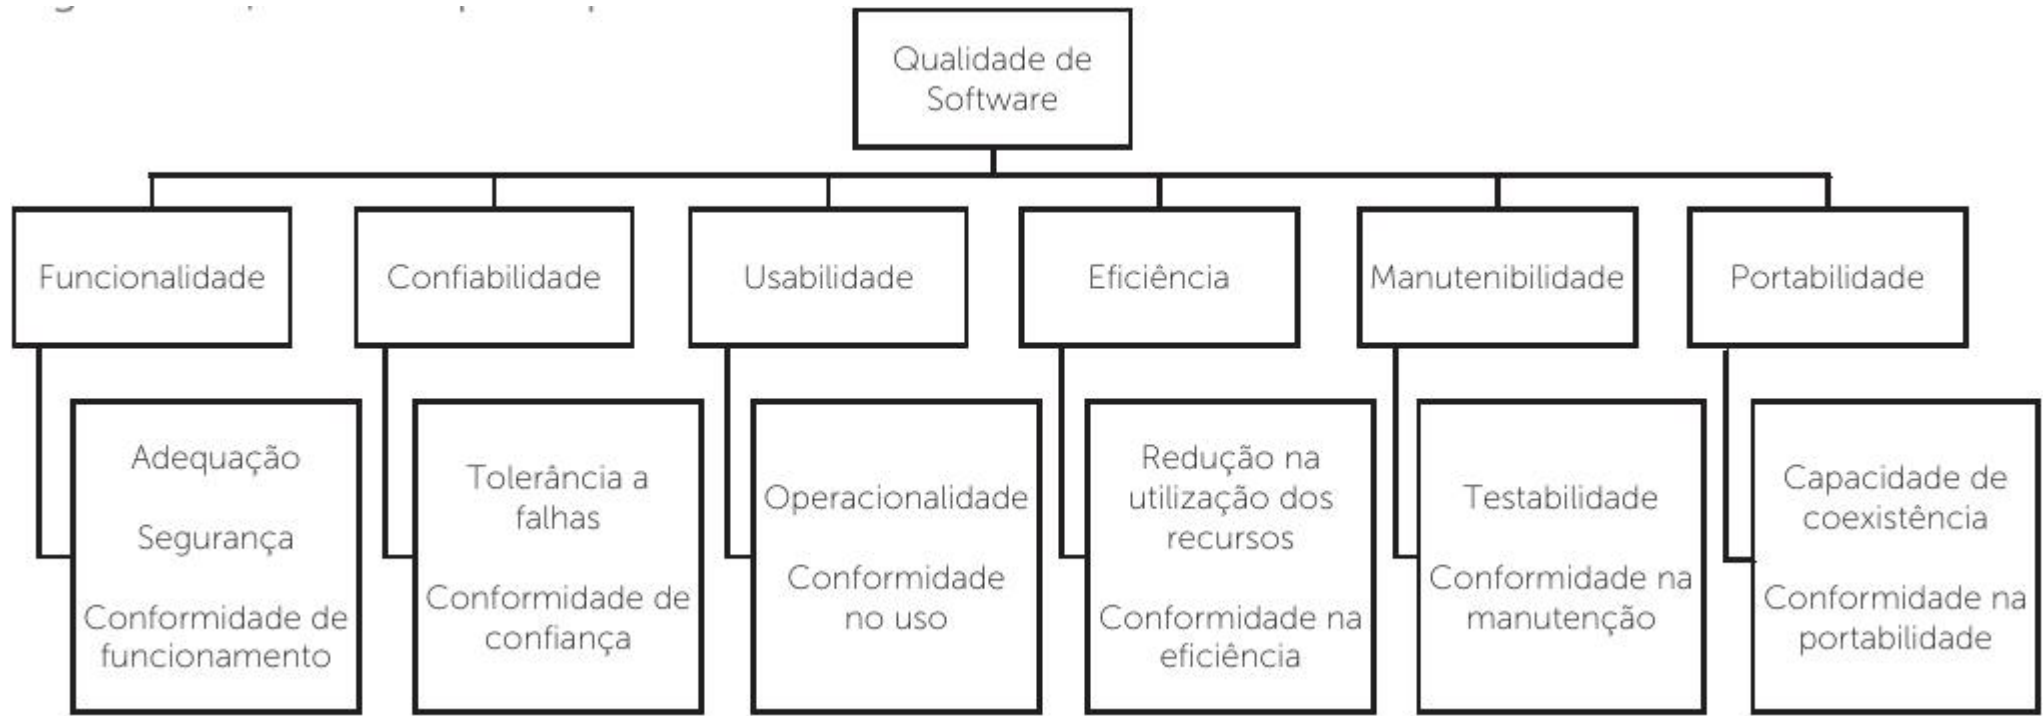 Qualidade de
Software
Funcionalidade
Confiabilidade
Usabilidade
Eficiência
Manutenibilidade
Portabilidade
Adequação
Segurança
Conformidade de
funcionamento
Tolerância a
falhas
Conformidade de
confiança
Operacionalidade
Conformidade
no uso
Redução na
utilização dos
recursos
Conformidade na
eficiência
Testabilidade
Conformidade na
manutenção
Capacidade de
coexistência
Conformidade na
portabilidade